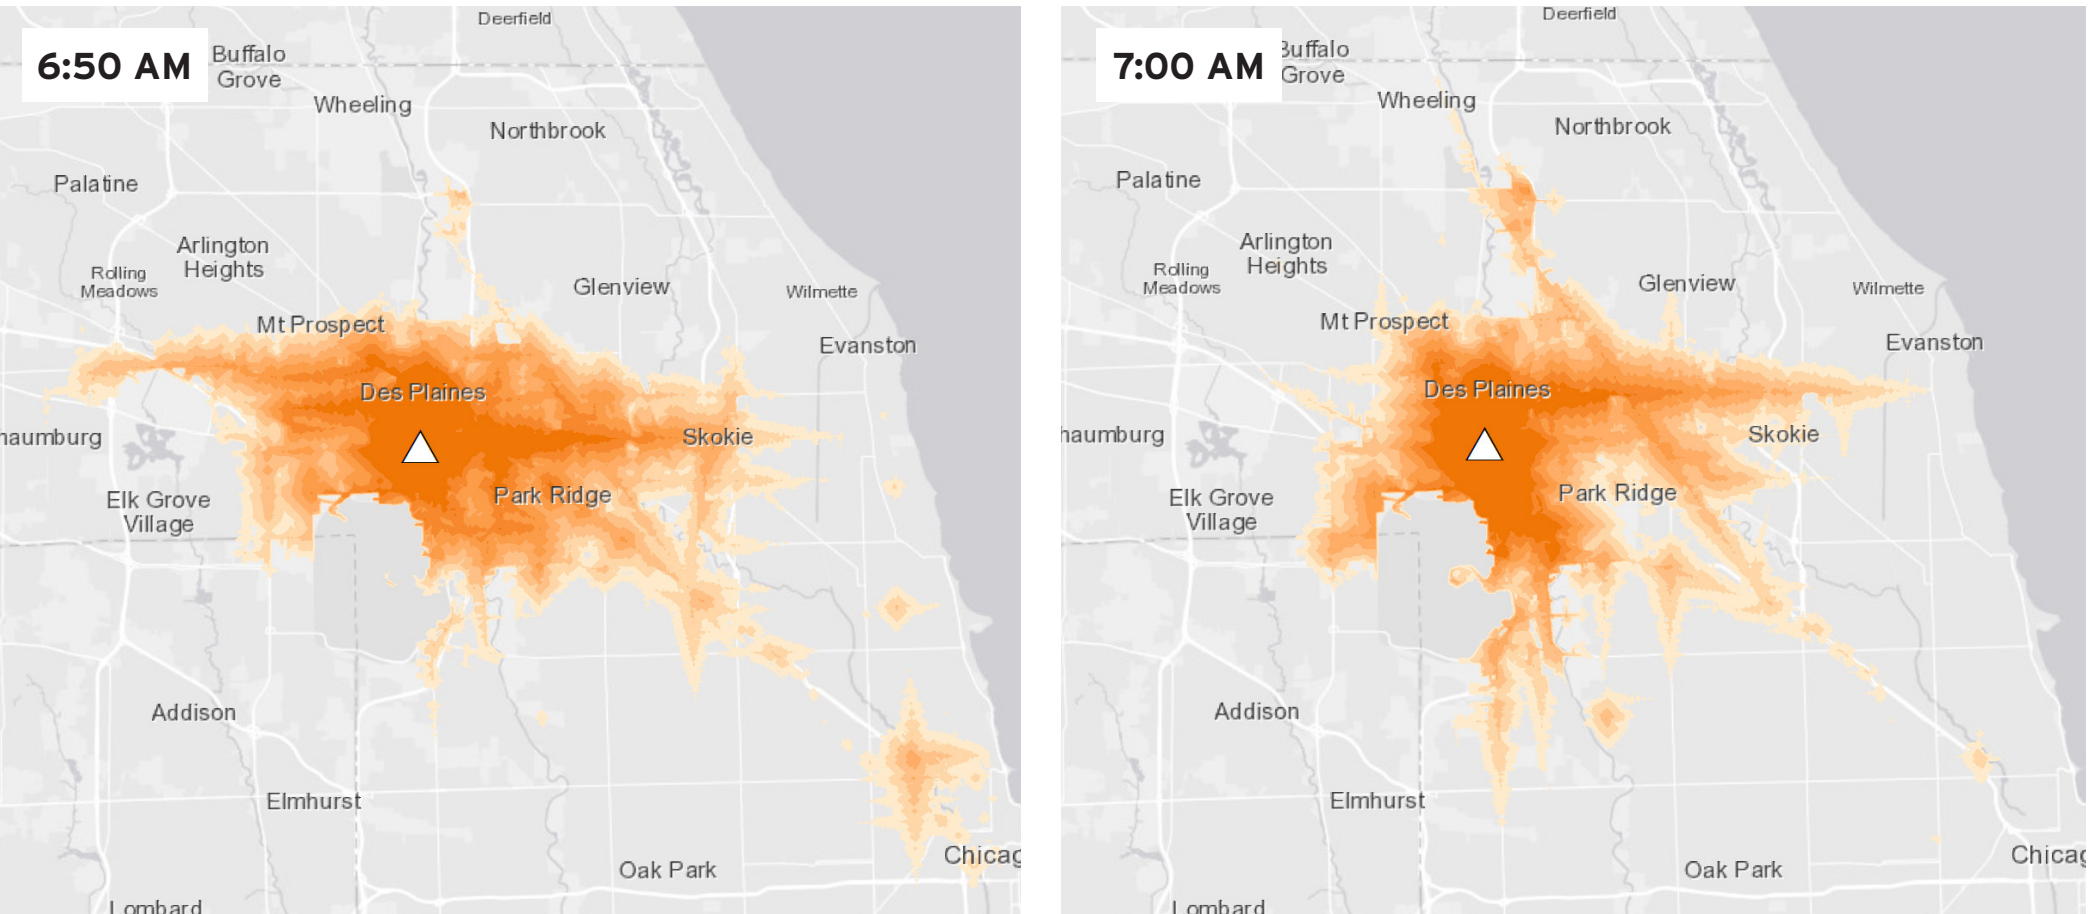 6:50 AM
Deerfield
Buffalo
Grove
Wheeling
Northbrook
Palatine
Arlington
Heights
Rolling
Meadows
Glenview
Wilmette
Mt Prospect
Evanston
Des Plaines
haumburg
Skokie
Elk Grove
Village
Park Ridge
Addison
Elmhurst
Chicag
Oak Park
Lombard
7:00 AM
Deerfield
Buffalo
Grove
Wheeling
Northbrook
Palatine
Arlington
Heights
Rolling
Meadows
Glenview
Wilmette
Mt Prospect
Evanston
Des Plaines
haumburg
Skokie
Elk Grove
Village
Park Ridge
Addison
Elmhurst
Chicag
Oak Park
Lombard